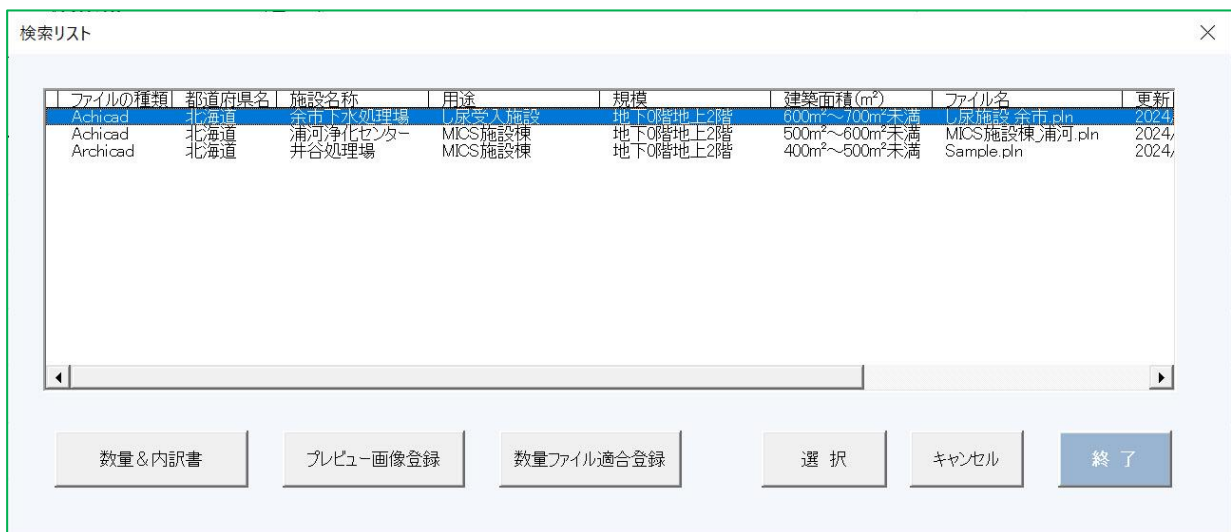 検索リスト
ファイルの種類 都道府県名 施設名称 用途 規模 建築面積(m²) ファイル名 更新
Achicad 北海道 余市下水処理場 し尿受入施設 地下0階地上2階 600m²～700m²未満 し尿施設_余市.pln 2024/
Achicad 北海道 浦河浄化センター MICS施設棟 地下0階地上2階 500m²～600m²未満 MICS施設棟_浦河.pln 2024/
Archicad 北海道 井谷処理場 MICS施設棟 地下0階地上2階 400m²～500m²未満 Sample.pln 2024/
数量＆内訳書 プレビュー画像登録 数量ファイル適合登録 選 択 キャンセル 終 了